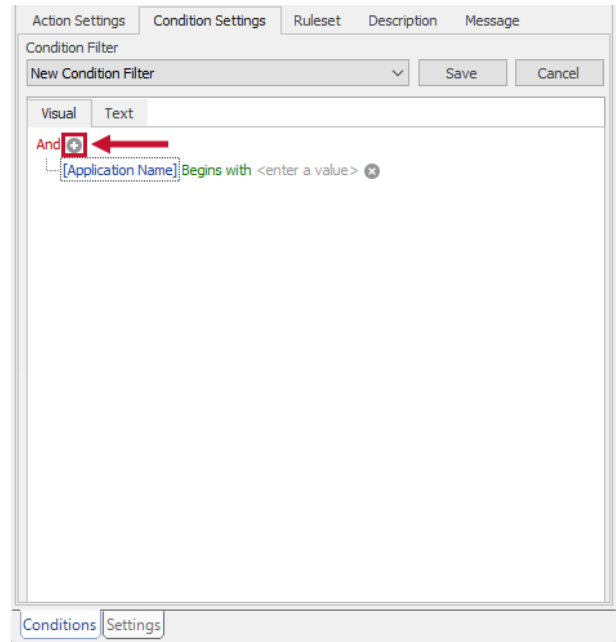 Action Settings Condition Settings Ruleset Description Message
Condition Filter
New Condition Filter Save Cancel
Visual Text
And
[Application Name] Begins with <enter a value>
Conditions Settings